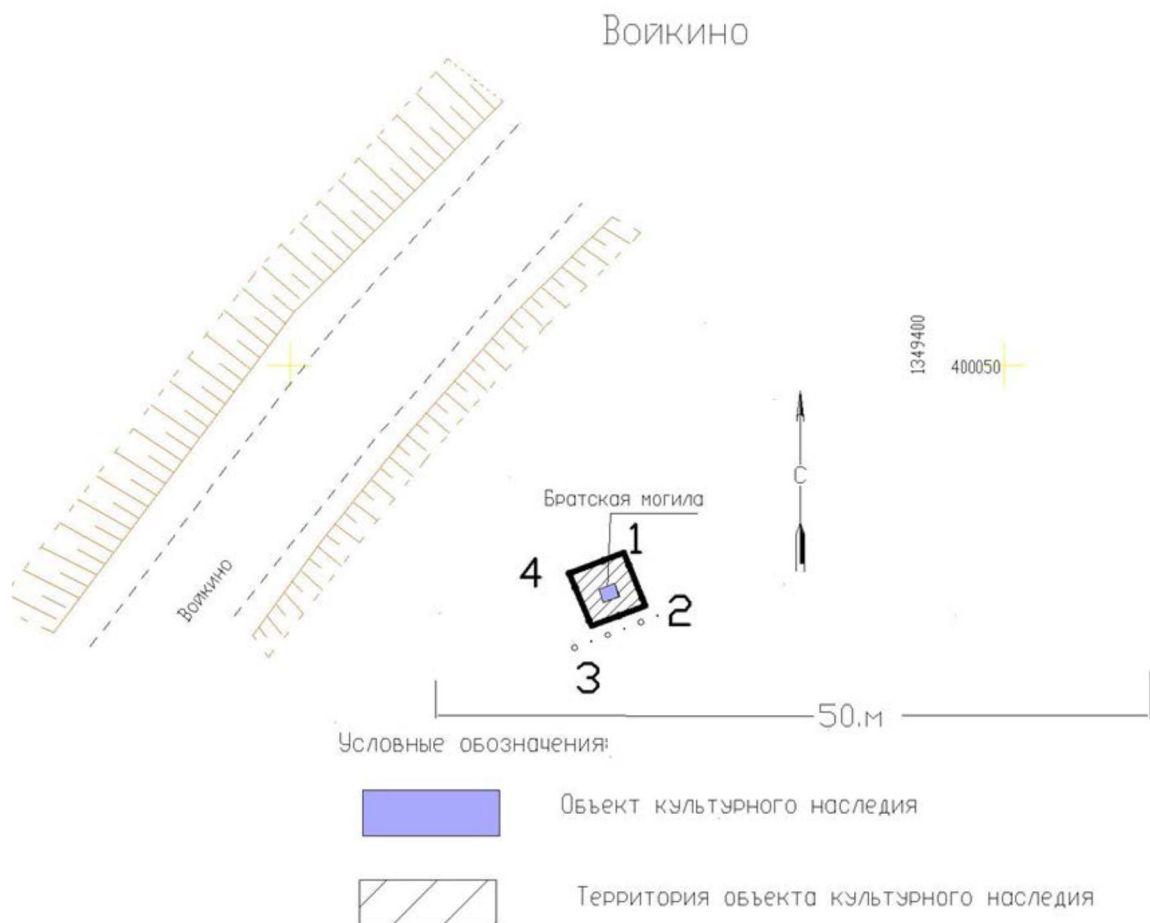 Войкино
1349400
400050
С
Братская могила
1
4
2
3
Войкино
50.м
Условные обозначения:
Объект культурного наследия
Территория объекта культурного наследия